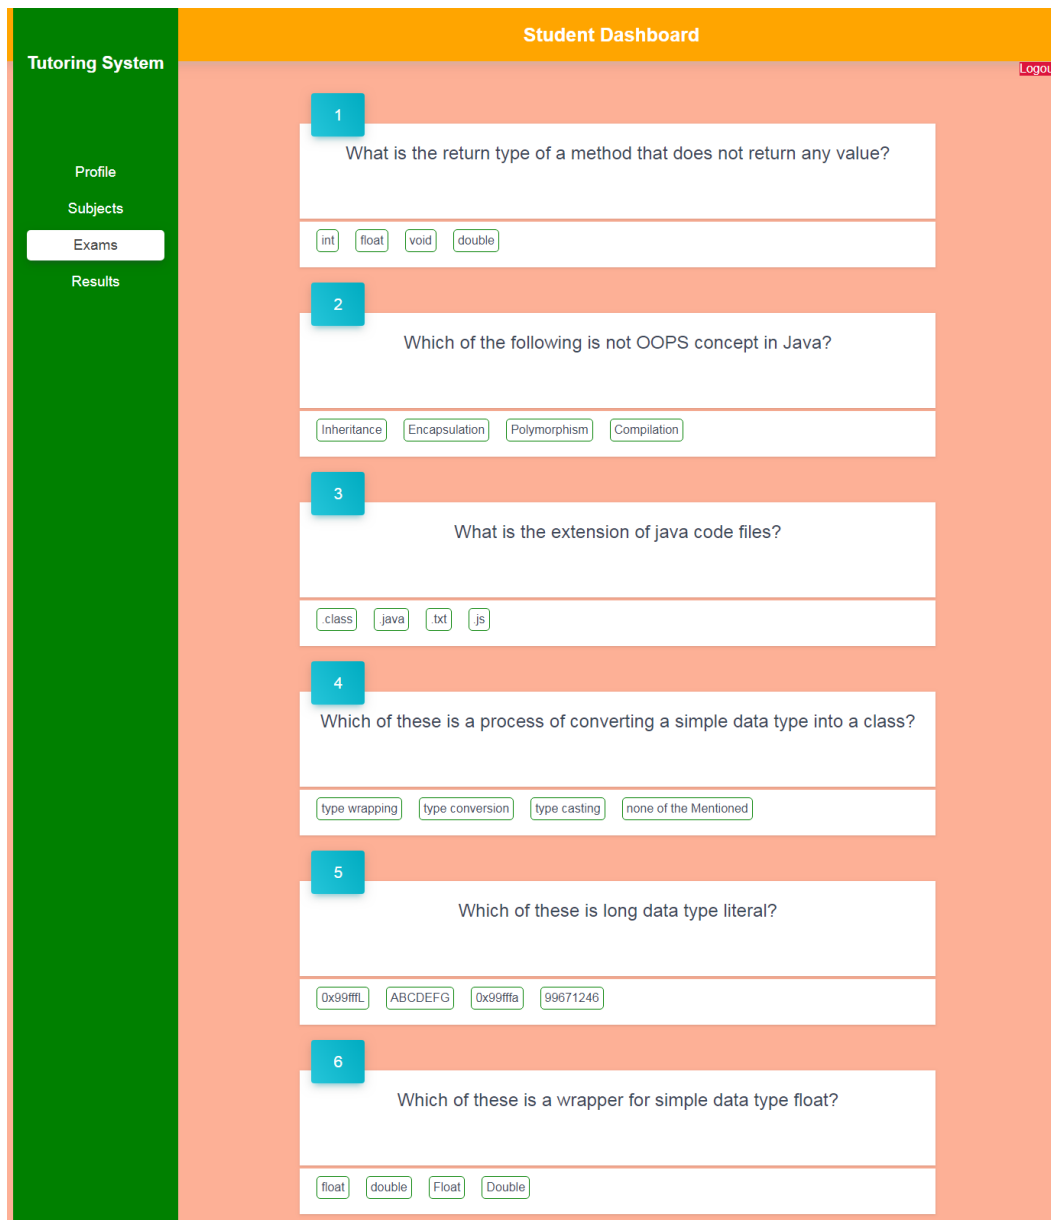 Student Dashboard
Tutoring System
Logou
Profile
Subjects
Exams
Results
1
What is the return type of a method that does not return any value?
int float void double
2
Which of the following is not OOPS concept in Java?
Inheritance Encapsulation Polymorphism Compilation
3
What is the extension of java code files?
.class .java .txt .js
4
Which of these is a process of converting a simple data type into a class?
type wrapping type conversion type casting none of the Mentioned
5
Which of these is long data type literal?
0x99fffL ABCDEFG 0x99fffa 99671246
6
Which of these is a wrapper for simple data type float?
float double Float Double